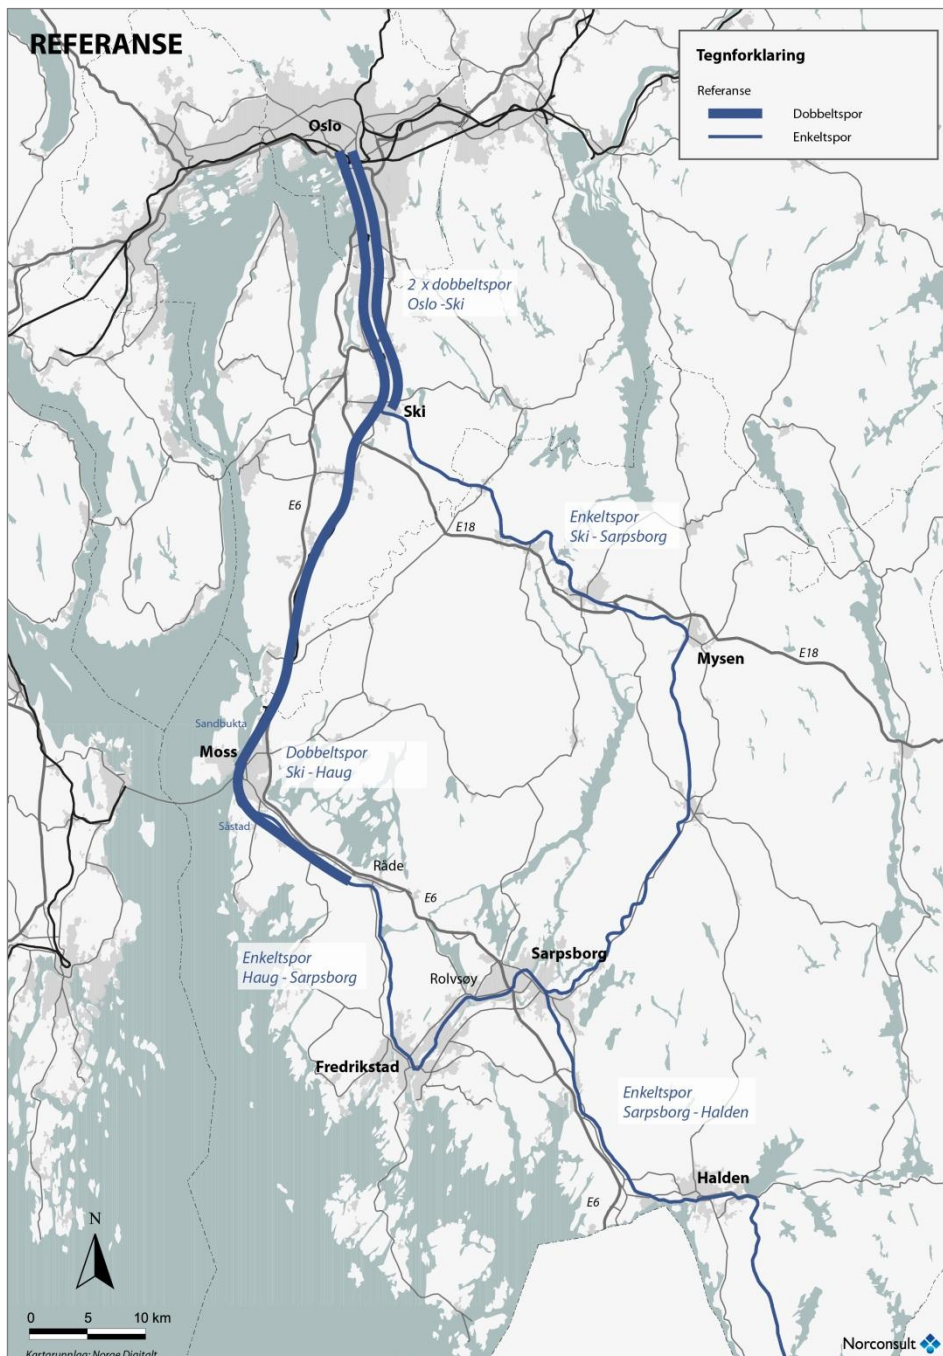 REFERANSE
Tegnforklaring
Referanse
Dobbeltspor
Enkeltspor
Oslo
2 x dobbeltspor
Oslo -Ski
Ski
E6
E18
Enkeltspor
Ski - Sarpsborg
Mysen
E18
Sandbukta
Moss
Dobbeltspor
Ski - Haug
Såstad
Råde
E6
Enkeltspor
Haug - Sarpsborg
Rolvsøy
Sarpsborg
Fredrikstad
Enkeltspor
Sarpsborg - Halden
Halden
E6
N
0 5 10 km
Kartgrunnlag: Norge Digitalt
Norconsult